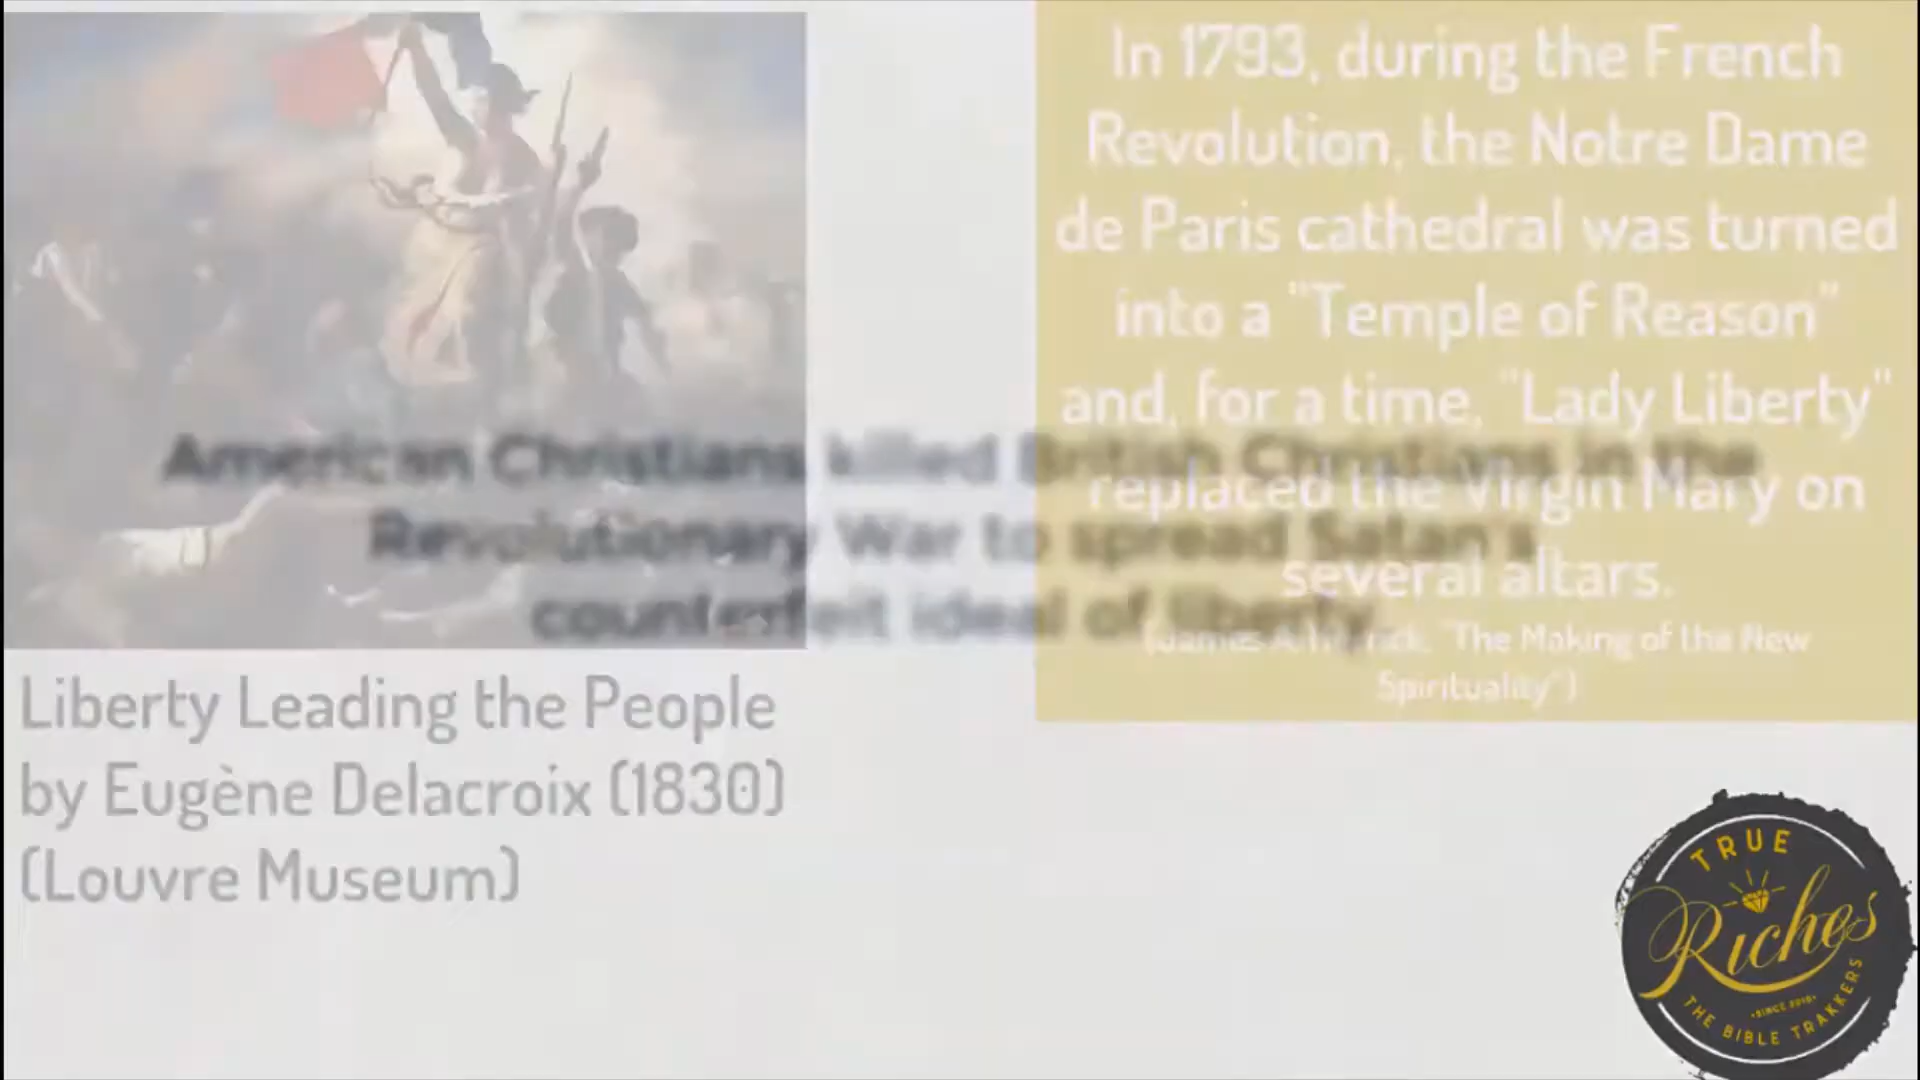 In 1793, during the French
Revolution, the Notre Dame
de Paris cathedral was turned
into a "Temple of Reason"
and, for a time, "Lady Liberty"
replaced the Virgin Mary on
several altars.
(James A. The Making of the New
Spirituality")
American Christians killed British Christians in the
Revolutionary War to spread Satan's
counterfeit ideal of liberty.
Liberty Leading the People
by Eugène Delacroix (1830)
(Louvre Museum)
TRUE
Riches
•SINCE 2010•
THE BIBLE TRAKKERS